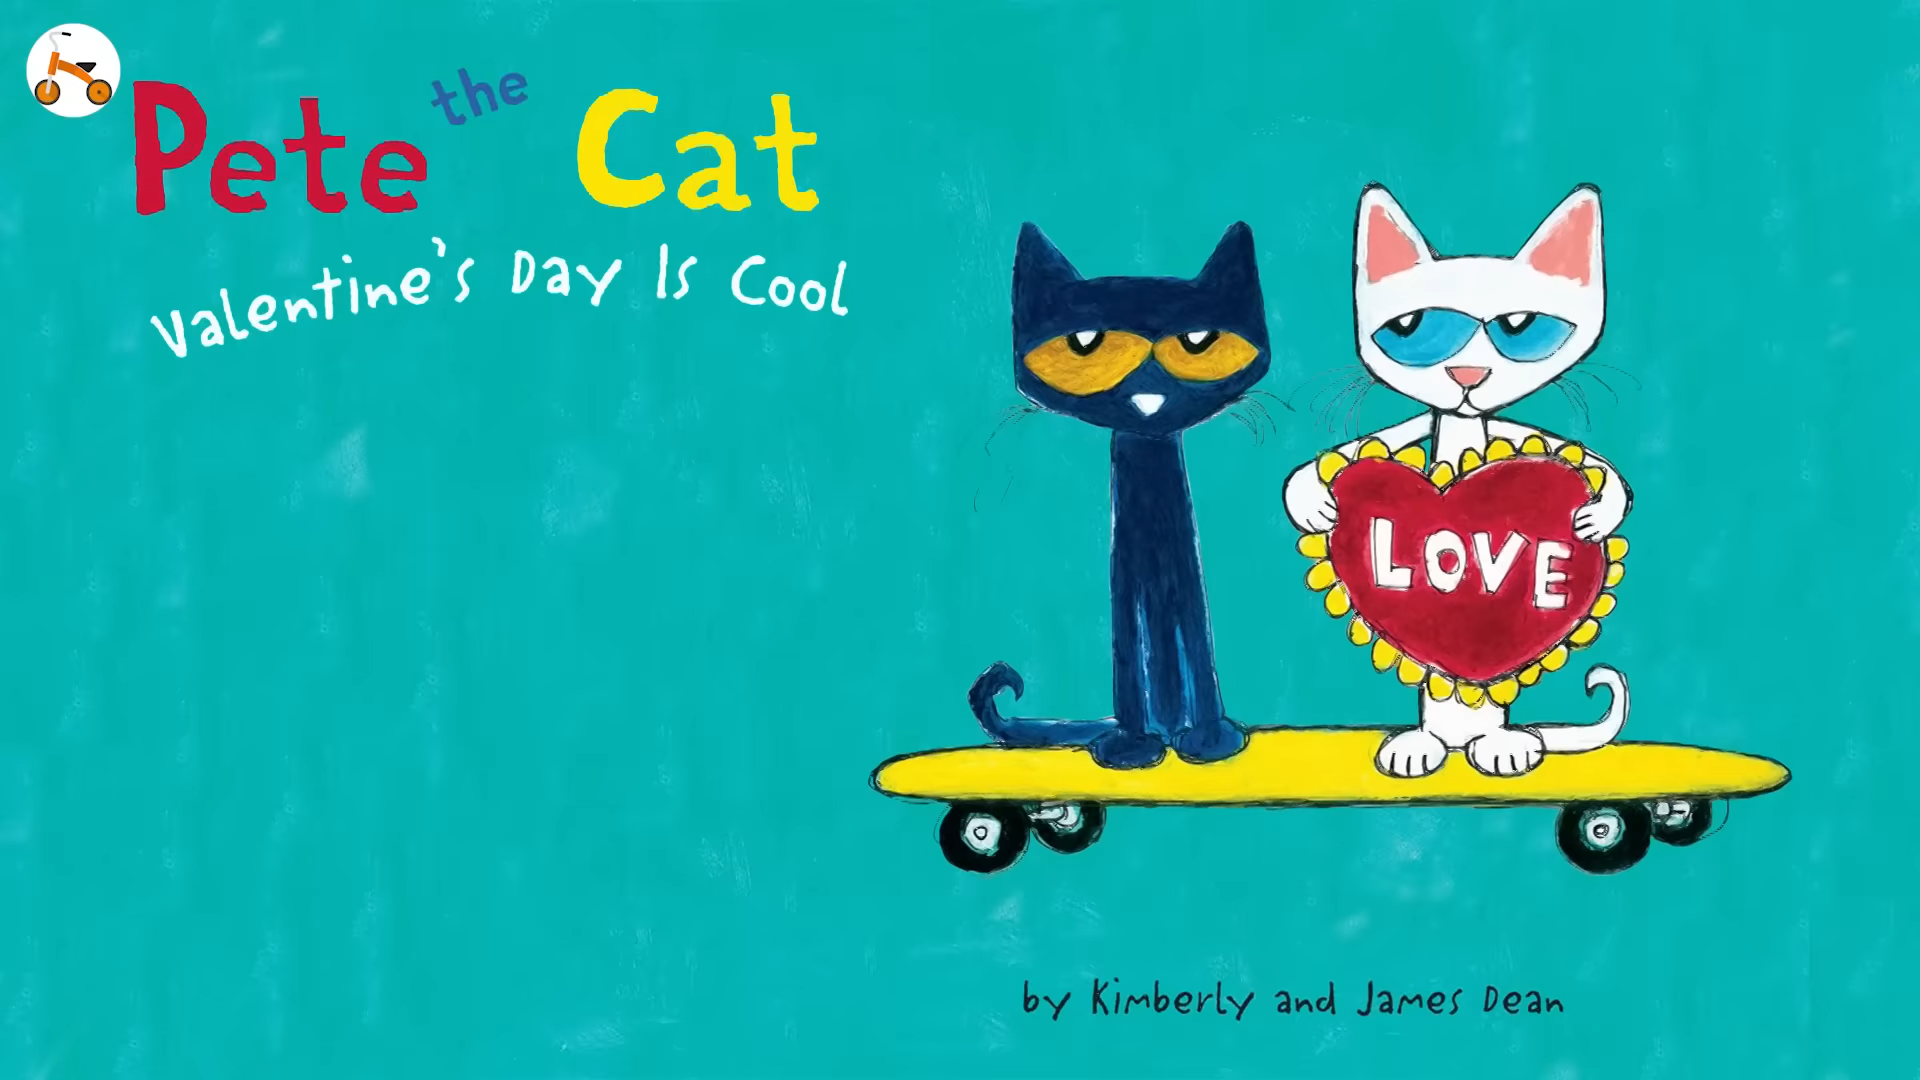 Pete the Cat
Valentine's Day Is Cool
LOVE
by Kimberly and James Dean